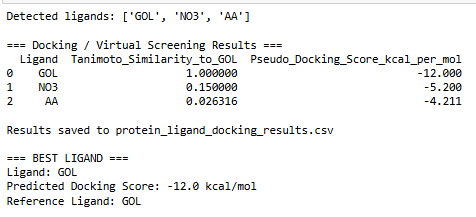 Detected ligands: ['GOL', 'NO3', 'AA']
=== Docking / Virtual Screening Results ===
Ligand Tanimoto_Similarity_to_GOL Pseudo_Docking_Score_kcal_per_mol
0 GOL 1.000000 -12.000
1 NO3 0.150000 -5.200
2 AA 0.026316 -4.211
Results saved to protein_ligand_docking_results.csv
=== BEST LIGAND ===
Ligand: GOL
Predicted Docking Score: -12.0 kcal/mol
Reference Ligand: GOL